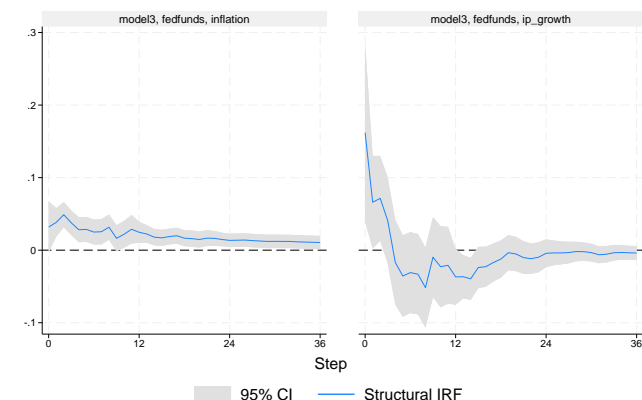 model3, fedfunds, inflation
model3, fedfunds, ip_growth
.3
.2
.1
0
-.1
0 12 24 36
0 12 24 36
Step
95% CI Structural IRF